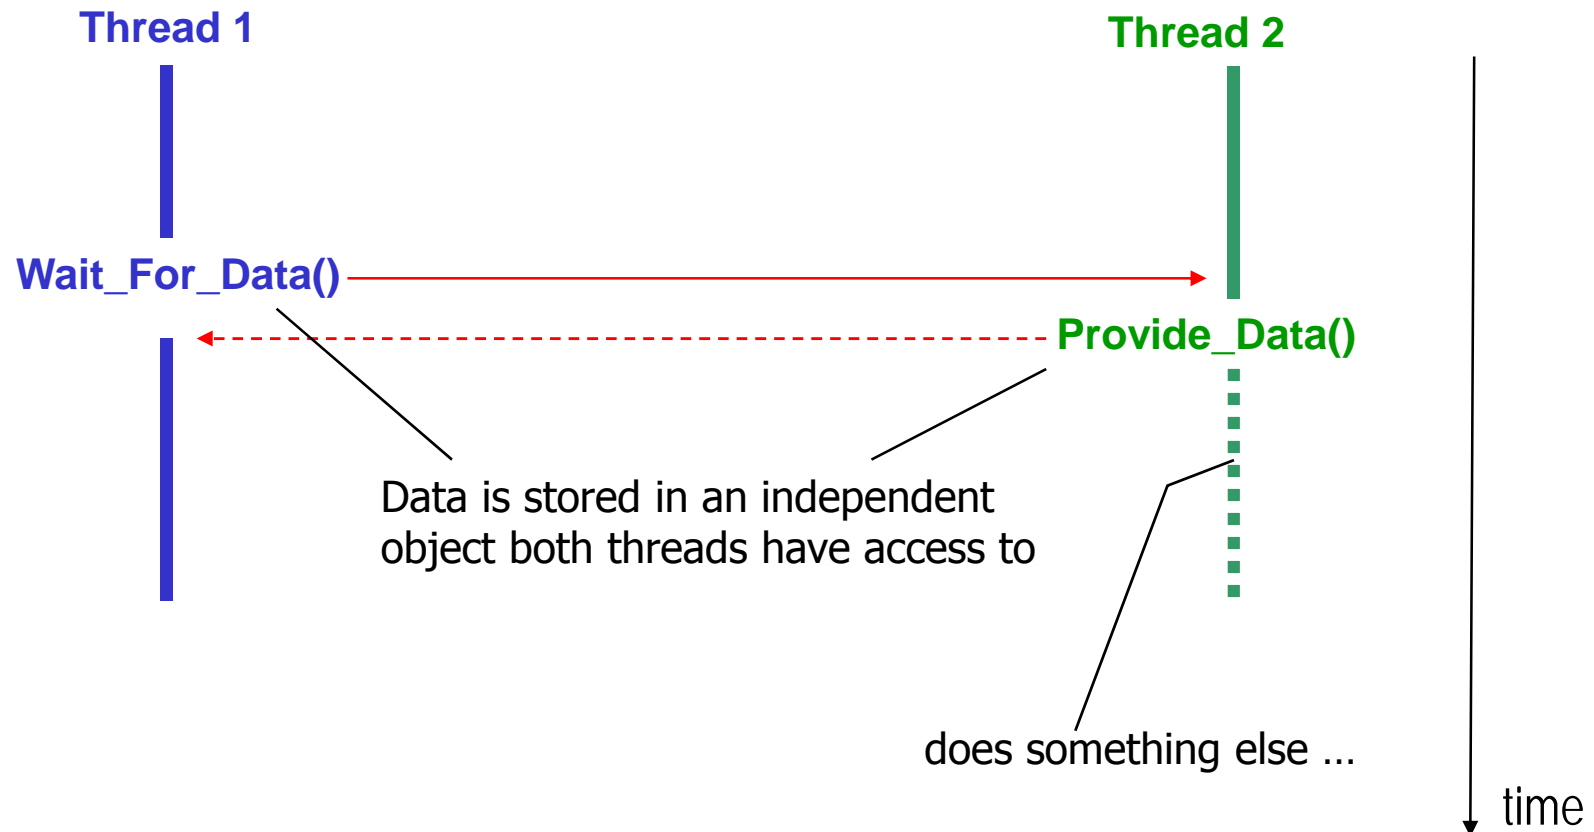 Thread 1
Thread 2
Wait_For_Data()
Provide_Data()
Data is stored in an independent
object both threads have access to
does something else …
time